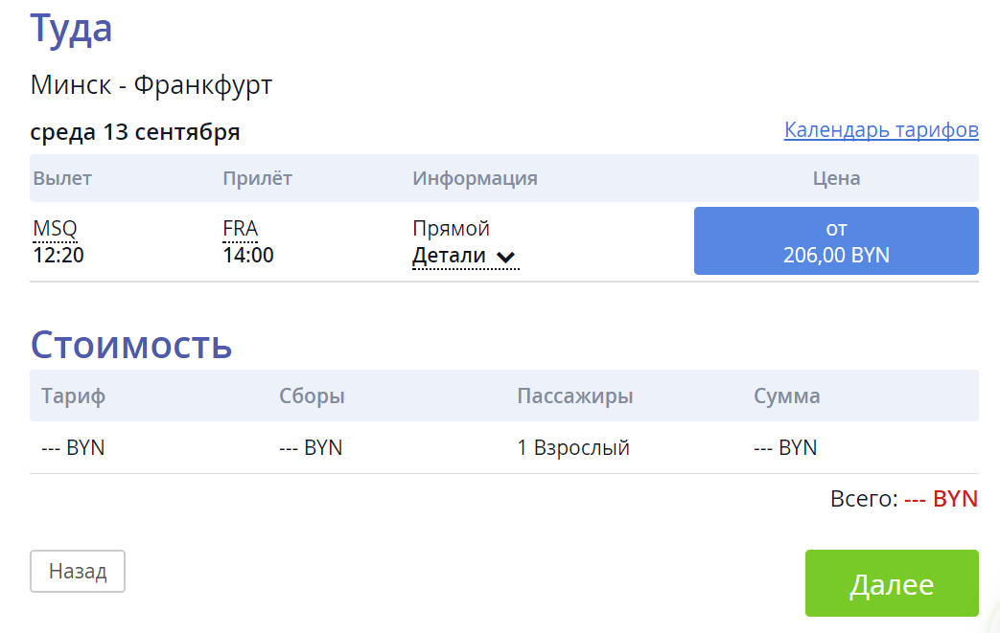 Туда
Минск - Франкфурт
среда 13 сентября
Календарь тарифов
Вылет Прилёт Информация Цена
MSQ FRA Прямой от
12:20 14:00 Детали 206,00 BYN
Стоимость
Тариф Сборы Пассажиры Сумма
--- BYN --- BYN 1 Взрослый --- BYN
Всего: --- BYN
Назад
Далее